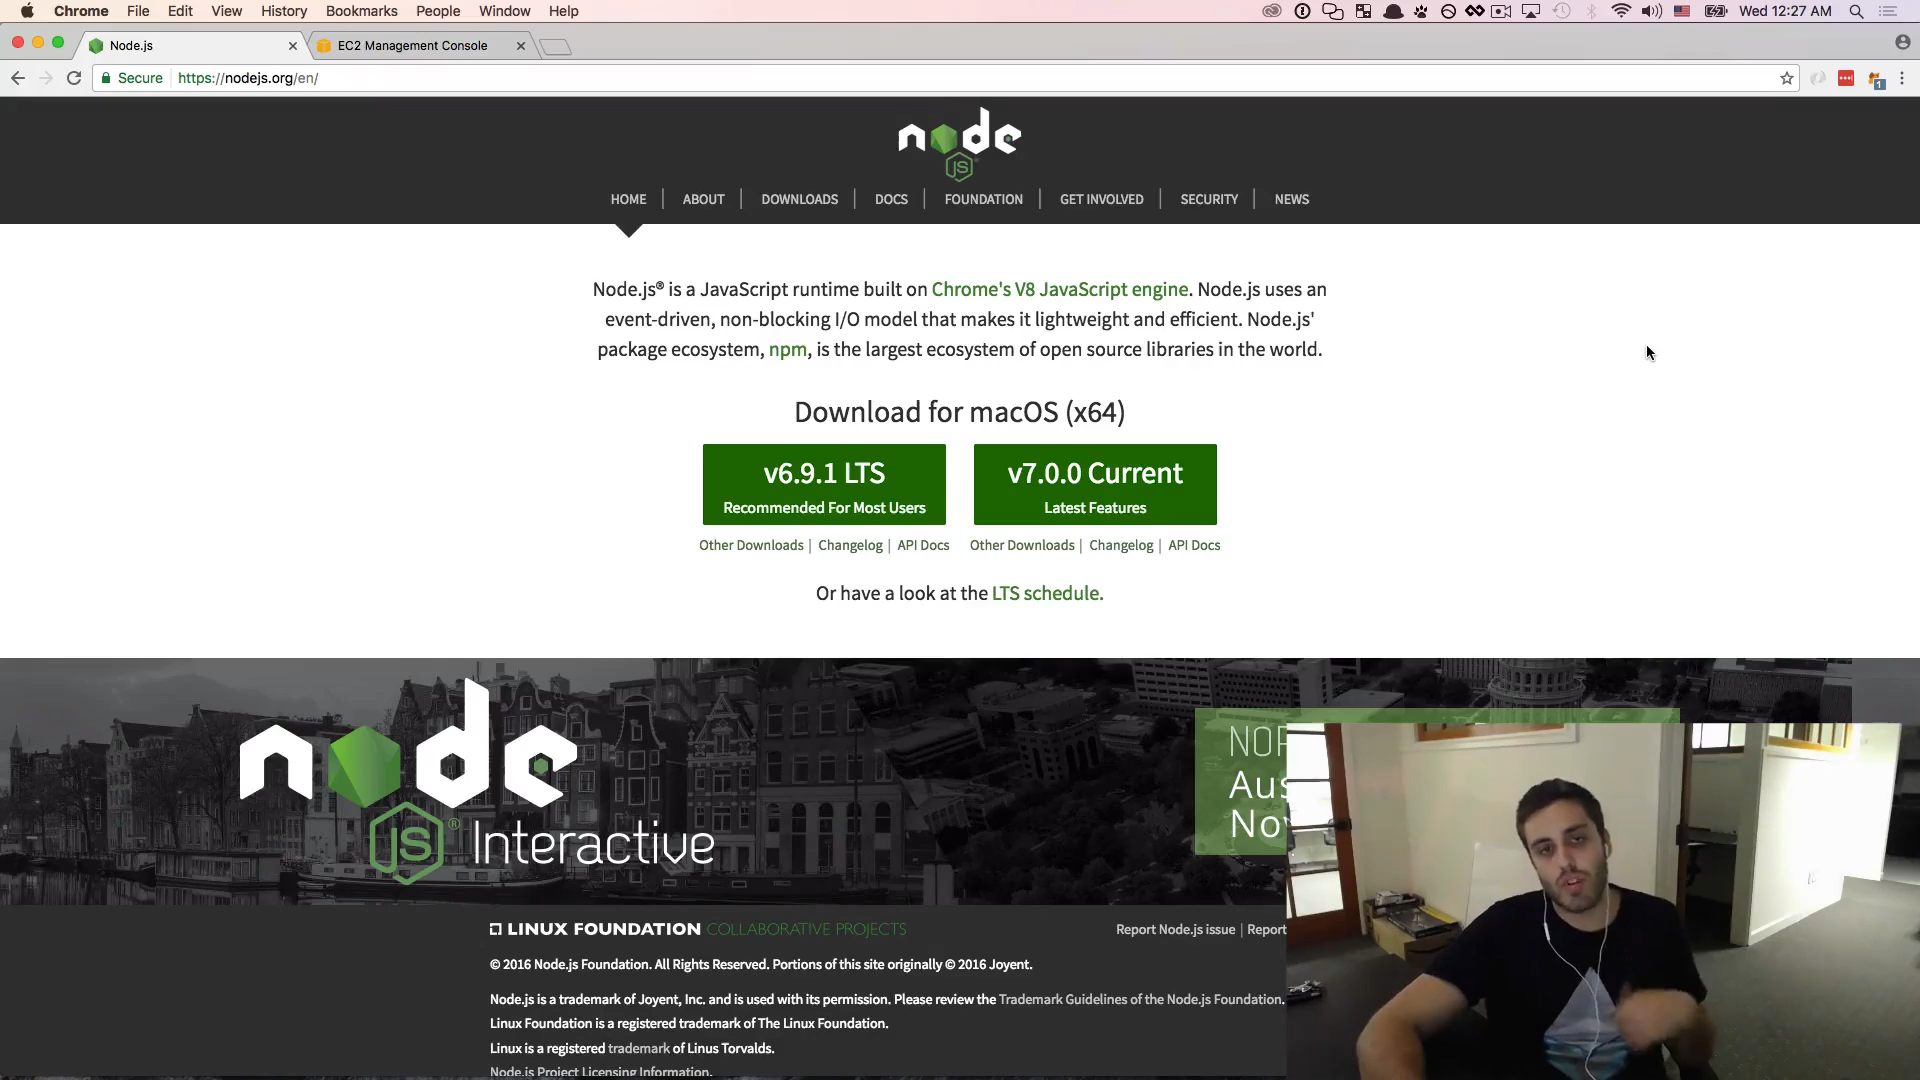 Chrome File Edit View History Bookmarks People Window Help Wed 12:27 AM
Node.js EC2 Management Console
Secure https://nodejs.org/en/
1
node
JS
HOME ABOUT DOWNLOADS DOCS FOUNDATION GET INVOLVED SECURITY NEWS
Node.js® is a JavaScript runtime built on Chrome's V8 JavaScript engine. Node.js uses an
event-driven, non-blocking I/O model that makes it lightweight and efficient. Node.js'
package ecosystem, npm, is the largest ecosystem of open source libraries in the world.
Download for macOS (x64)
v6.9.1 LTS
Recommended For Most Users
v7.0.0 Current
Latest Features
Other Downloads | Changelog | API Docs
Other Downloads | Changelog | API Docs
Or have a look at the LTS schedule.
node
JS® Interactive
NOR
Aus
Nov
LINUX FOUNDATION COLLABORATIVE PROJECTS
Report Node.js issue | Report
© 2016 Node.js Foundation. All Rights Reserved. Portions of this site originally © 2016 Joyent.
Node.js is a trademark of Joyent, Inc. and is used with its permission. Please review the Trademark Guidelines of the Node.js Foundation.
Linux Foundation is a registered trademark of The Linux Foundation.
Linux is a registered trademark of Linus Torvalds.
Node.js Project Licensing Information.